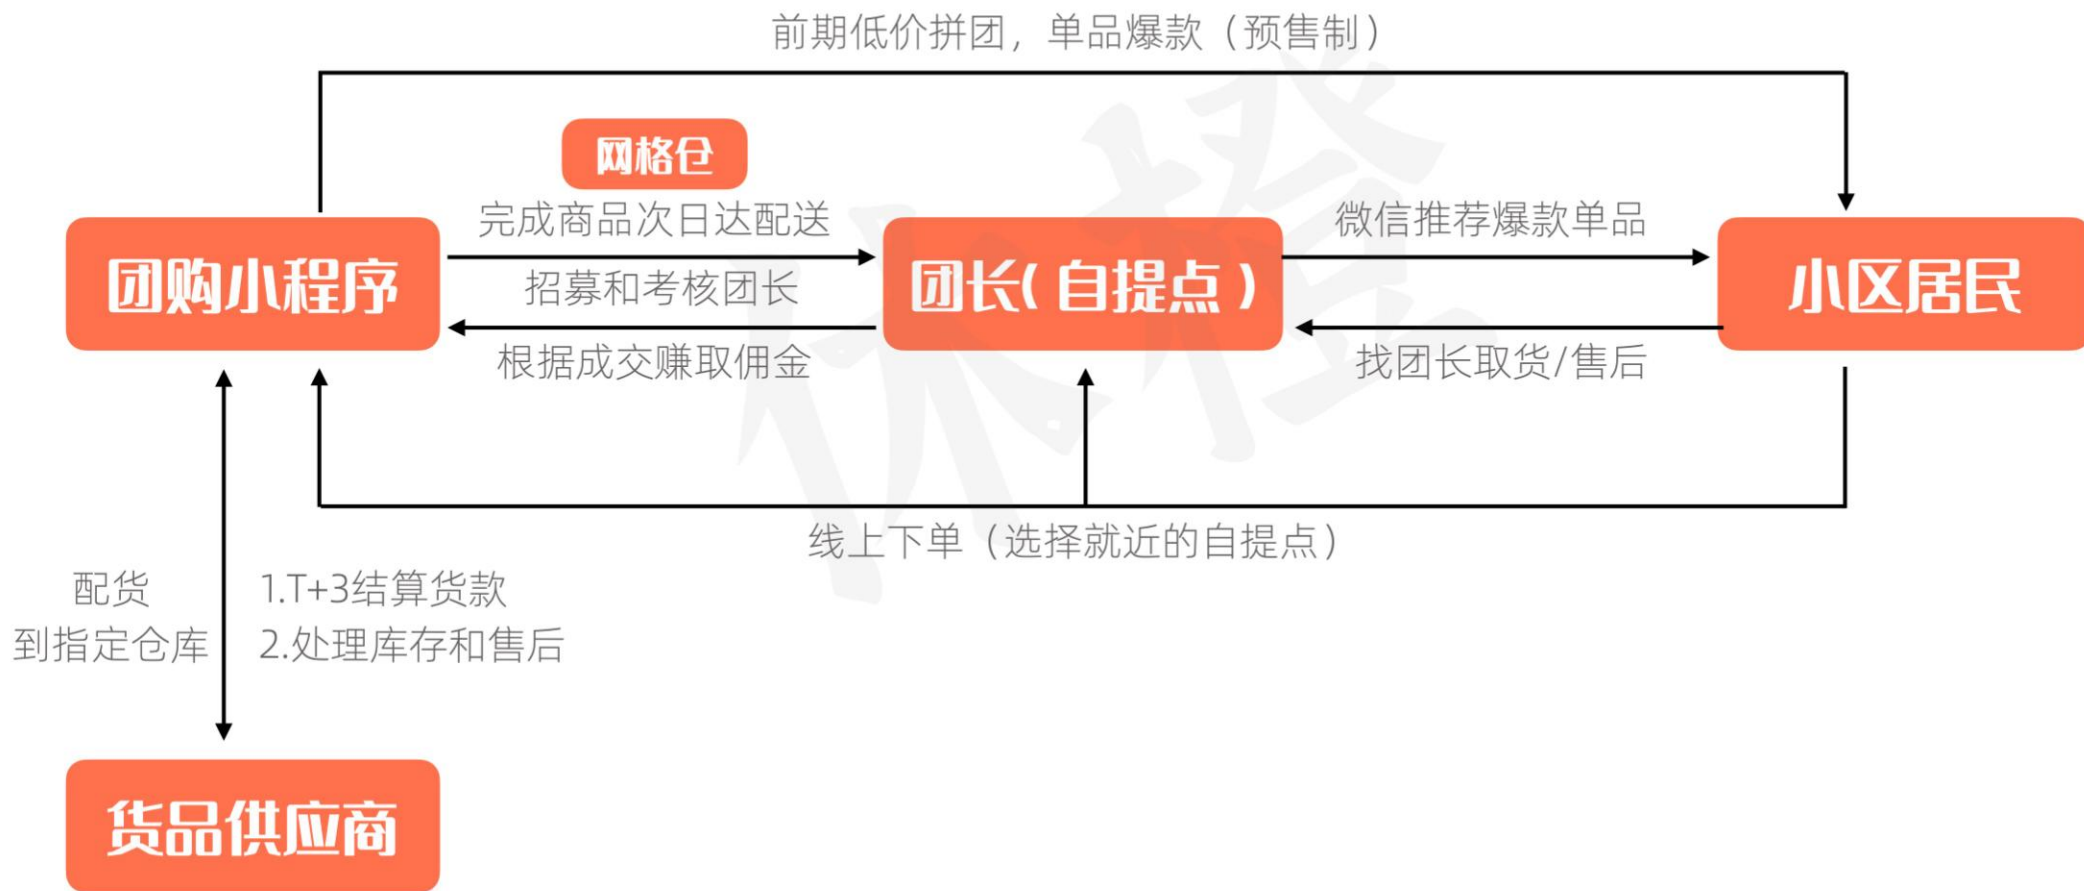 前期低价拼团，单品爆款（预售制）
网格仓
完成商品次日达配送
微信推荐爆款单品
团购小程序
招募和考核团长
团长（自提点）
小区居民
根据成交赚取佣金
找团长取货/售后
线上下单（选择就近的自提点）
配货
到指定仓库
1.T+3结算货款
2.处理库存和售后
货品供应商
休橙